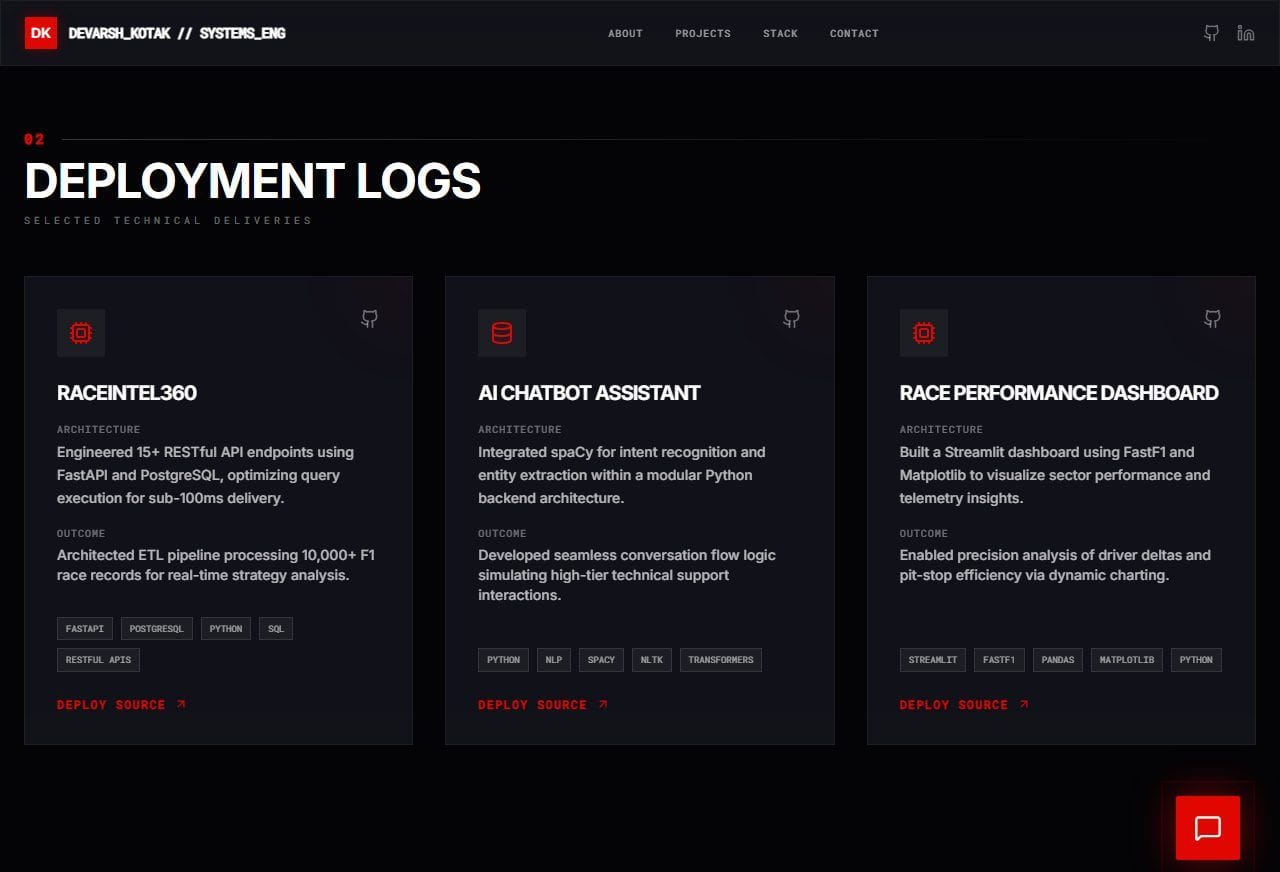 DK DEVARSH_KOTAK // SYSTEMS_ENG ABOUT PROJECTS STACK CONTACT
02
DEPLOYMENT LOGS
SELECTED TECHNICAL DELIVERIES
RACEINTEL360
ARCHITECTURE
Engineered 15+ RESTful API endpoints using
FastAPI and PostgreSQL, optimizing query
execution for sub-100ms delivery.
OUTCOME
Architected ETL pipeline processing 10,000+ F1
race records for real-time strategy analysis.
FASTAPI POSTGRESQL PYTHON SQL
RESTFUL APIS
DEPLOY SOURCE
AI CHATBOT ASSISTANT
ARCHITECTURE
Integrated spaCy for intent recognition and
entity extraction within a modular Python
backend architecture.
OUTCOME
Developed seamless conversation flow logic
simulating high-tier technical support
interactions.
PYTHON NLP SPACY NLTK TRANSFORMERS
DEPLOY SOURCE
RACE PERFORMANCE DASHBOARD
ARCHITECTURE
Built a Streamlit dashboard using FastF1 and
Matplotlib to visualize sector performance and
telemetry insights.
OUTCOME
Enabled precision analysis of driver deltas and
pit-stop efficiency via dynamic charting.
STREAMLIT FASTF1 PANDAS MATPLOTLIB PYTHON
DEPLOY SOURCE